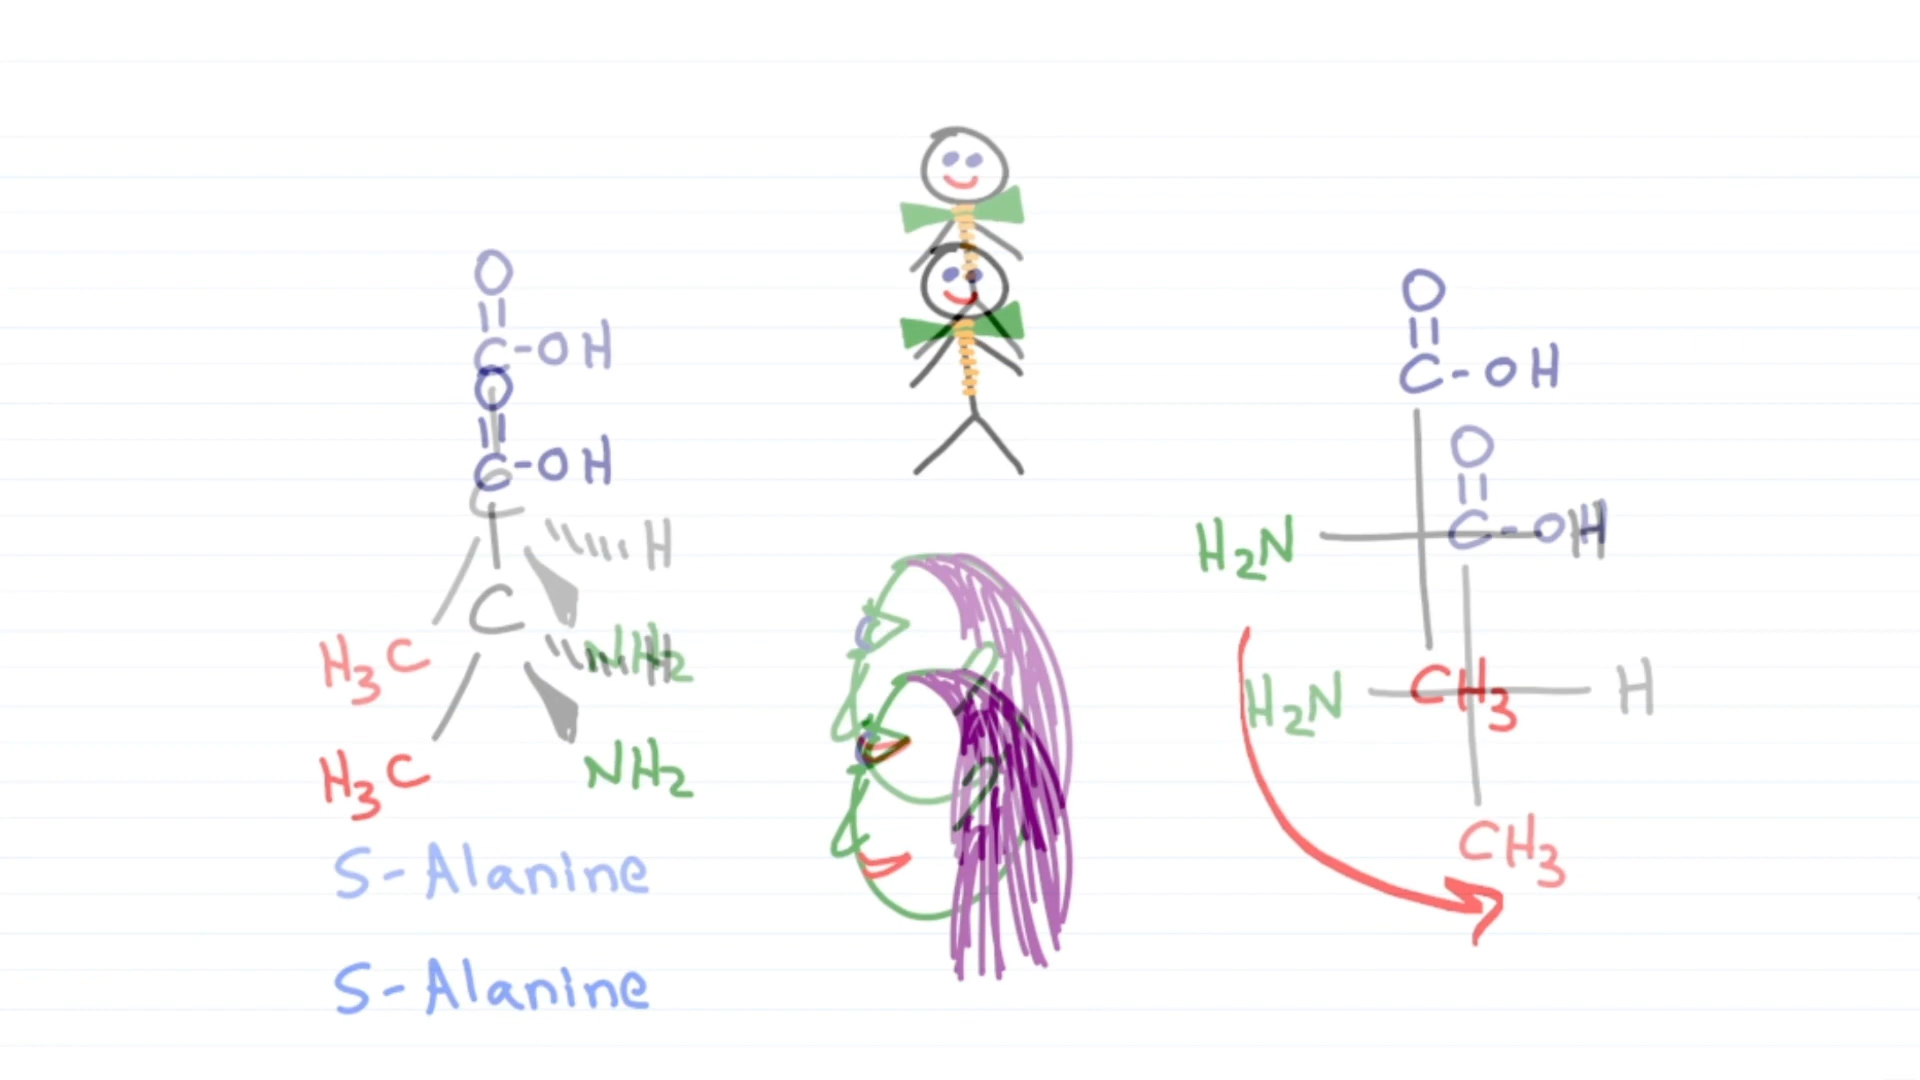 O
||
C-OH
O
||
C-OH
C
H
C
H
H3C
NH2
H3C
NH2
S-Alanine
S-Alanine
O
||
C-OH
O
||
C-OH
H2N
H
CH3
H2N
H
CH3